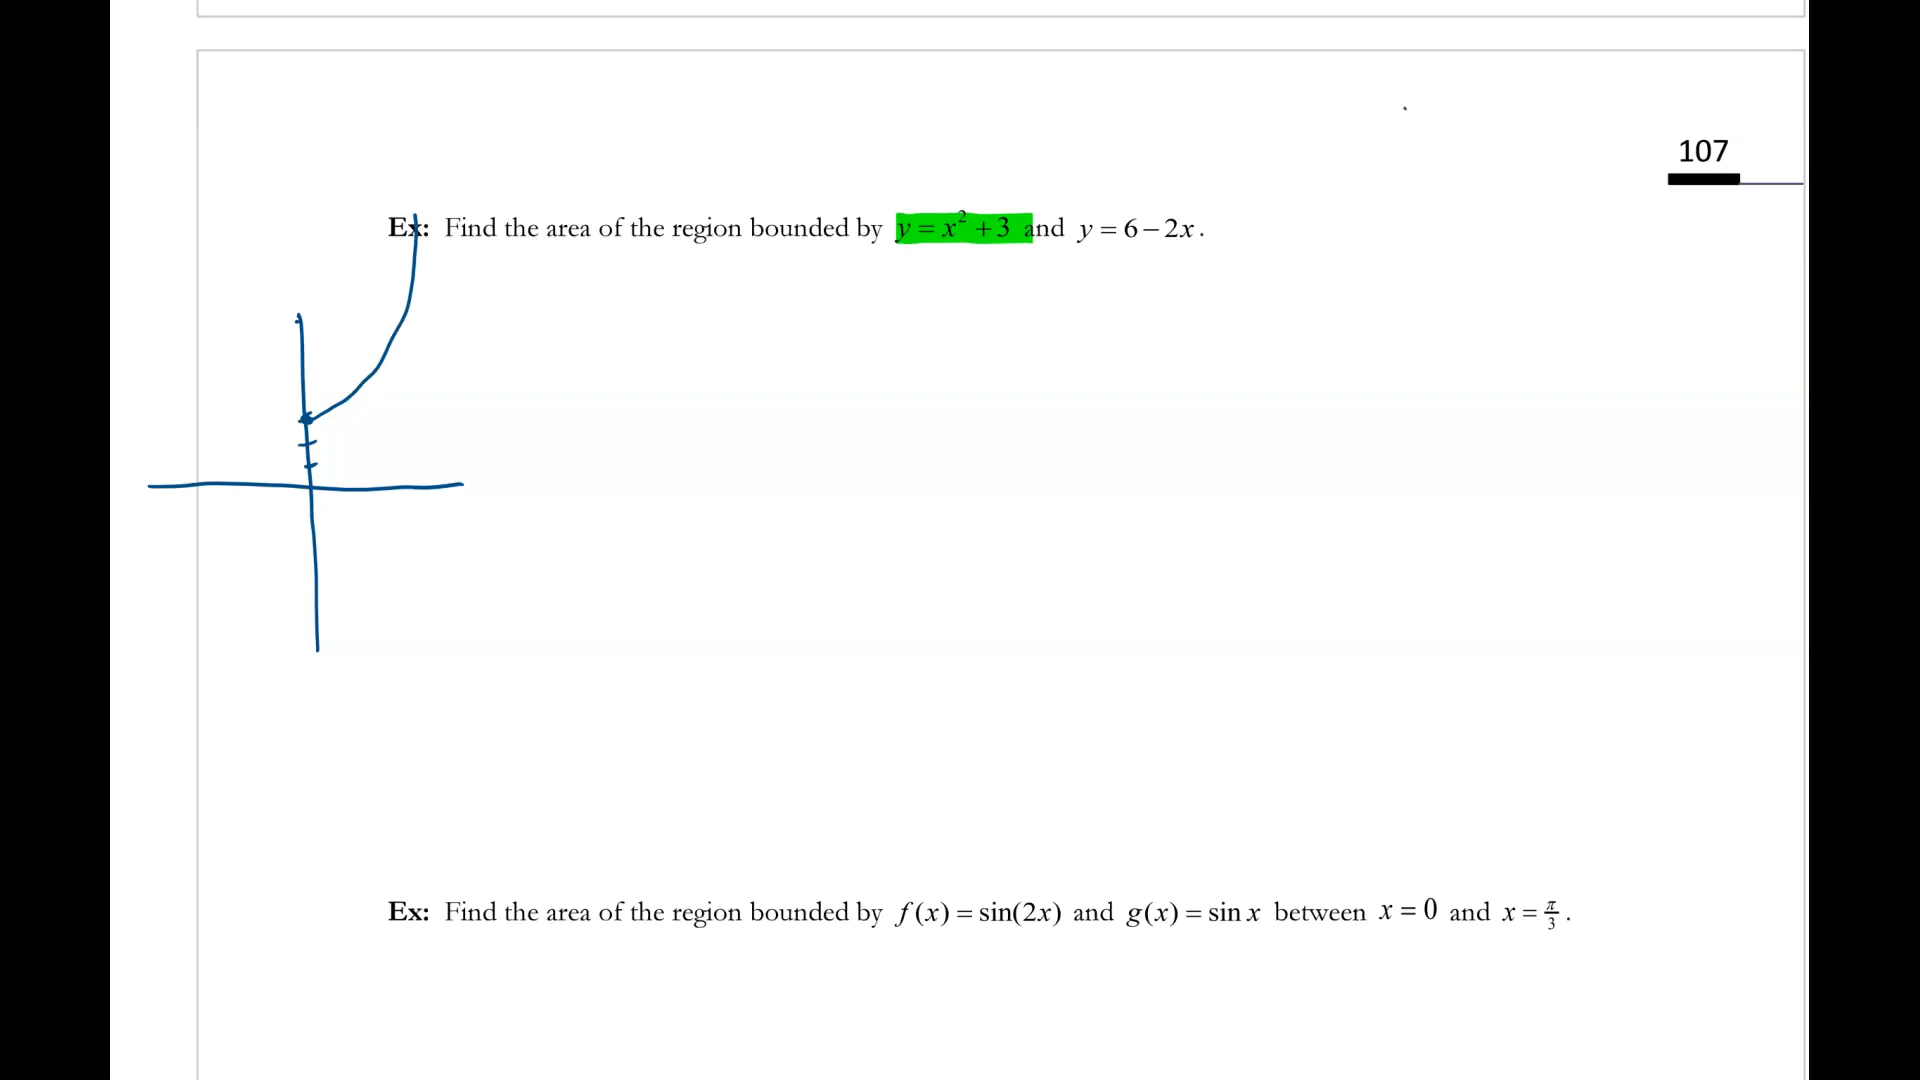 107
Ex: Find the area of the region bounded by y = x² + 3 and y = 6 − 2x.
Ex: Find the area of the region bounded by f(x) = sin(2x) and g(x) = sin x between x = 0 and x = π/3.